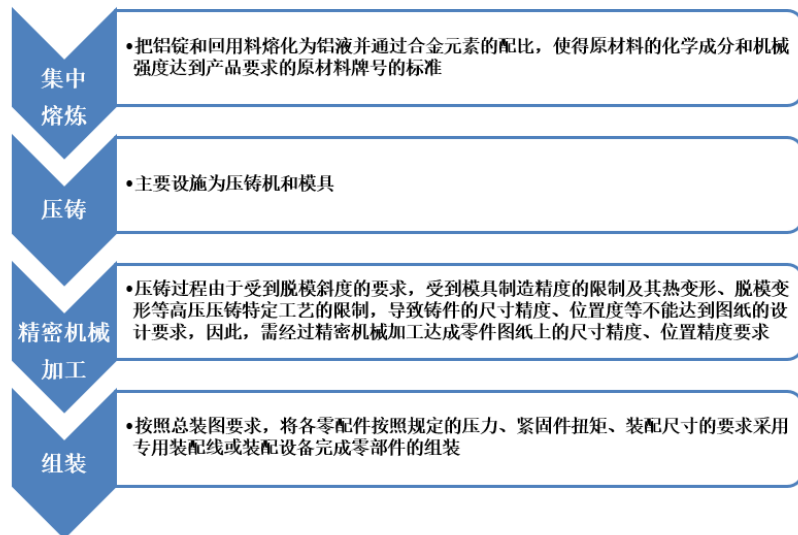 集中
熔炼
•把铝锭和回用料熔化为铝液并通过合金元素的配比，使得原材料的化学成分和机械
强度达到产品要求的原材料牌号的标准
压铸
•主要设施为压铸机和模具
精密机械
加工
•压铸过程由于受到脱模斜度的要求，受到模具制造精度的限制及其热变形、脱模变
形等高压压铸特定工艺的限制，导致铸件的尺寸精度、位置度等不能达到图纸的设
计要求，因此，需经过精密机械加工达成零件图纸上的尺寸精度、位置精度要求
组装
•按照总装图要求，将各零配件按照规定的压力、紧固件扭矩、装配尺寸的要求采用
专用装配线或装配设备完成零部件的组装